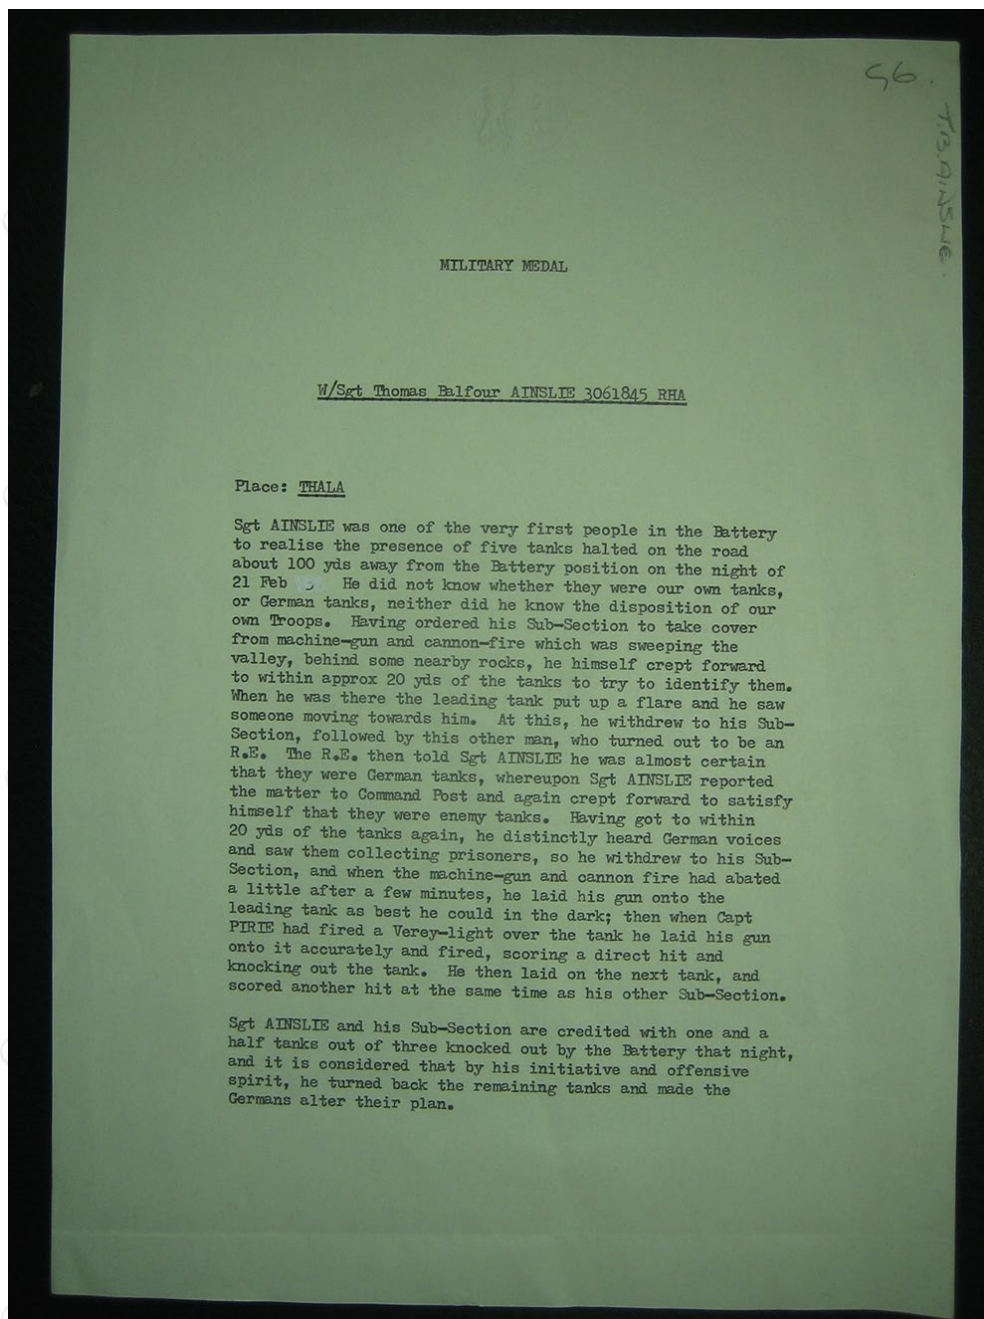 96.
T.B. AINSLIE.
MILITARY MEDAL
W/Sgt Thomas Balfour AINSLIE 3061845 RHA
Place: THALA
Sgt AINSLIE was one of the very first people in the Battery
to realise the presence of five tanks halted on the road
about 100 yds away from the Battery position on the night of
21 Feb He did not know whether they were our own tanks,
or German tanks, neither did he know the disposition of our
own Troops. Having ordered his Sub-Section to take cover
from machine-gun and cannon-fire which was sweeping the
valley, behind some nearby rocks, he himself crept forward
to within approx 20 yds of the tanks to try to identify them.
When he was there the leading tank put up a flare and he saw
someone moving towards him. At this, he withdrew to his Sub-
Section, followed by this other man, who turned out to be an
R.E. The R.E. then told Sgt AINSLIE he was almost certain
that they were German tanks, whereupon Sgt AINSLIE reported
the matter to Command Post and again crept forward to satisfy
himself that they were enemy tanks. Having got to within
20 yds of the tanks again, he distinctly heard German voices
and saw them collecting prisoners, so he withdrew to his Sub-
Section, and when the machine-gun and cannon fire had abated
a little after a few minutes, he laid his gun onto the
leading tank as best he could in the dark; then when Capt
PIRIE had fired a Verey-light over the tank he laid his gun
onto it accurately and fired, scoring a direct hit and
knocking out the tank. He then laid on the next tank, and
scored another hit at the same time as his other Sub-Section.
Sgt AINSLIE and his Sub-Section are credited with one and a
half tanks out of three knocked out by the Battery that night,
and it is considered that by his initiative and offensive
spirit, he turned back the remaining tanks and made the
Germans alter their plan.